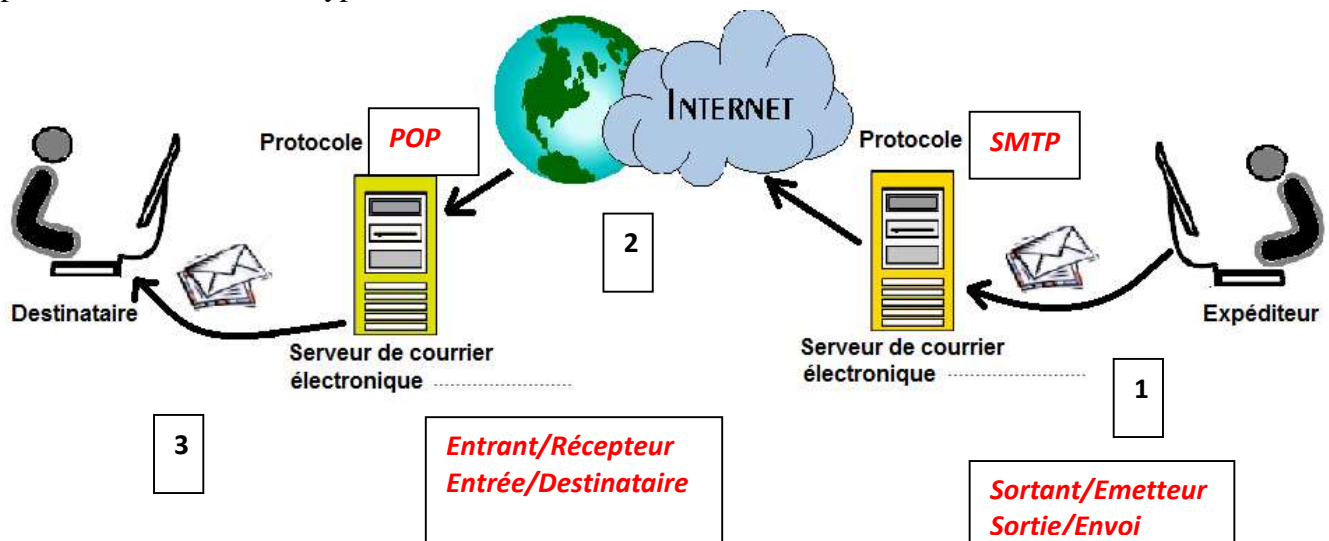 INTERNET
Protocole POP
Protocole SMTP
2
Destinataire
Expéditeur
Serveur de courrier
électronique
Serveur de courrier
électronique
1
3
Entrant/Récepteur
Entrée/Destinataire
Sortant/Emetteur
Sortie/Envoi